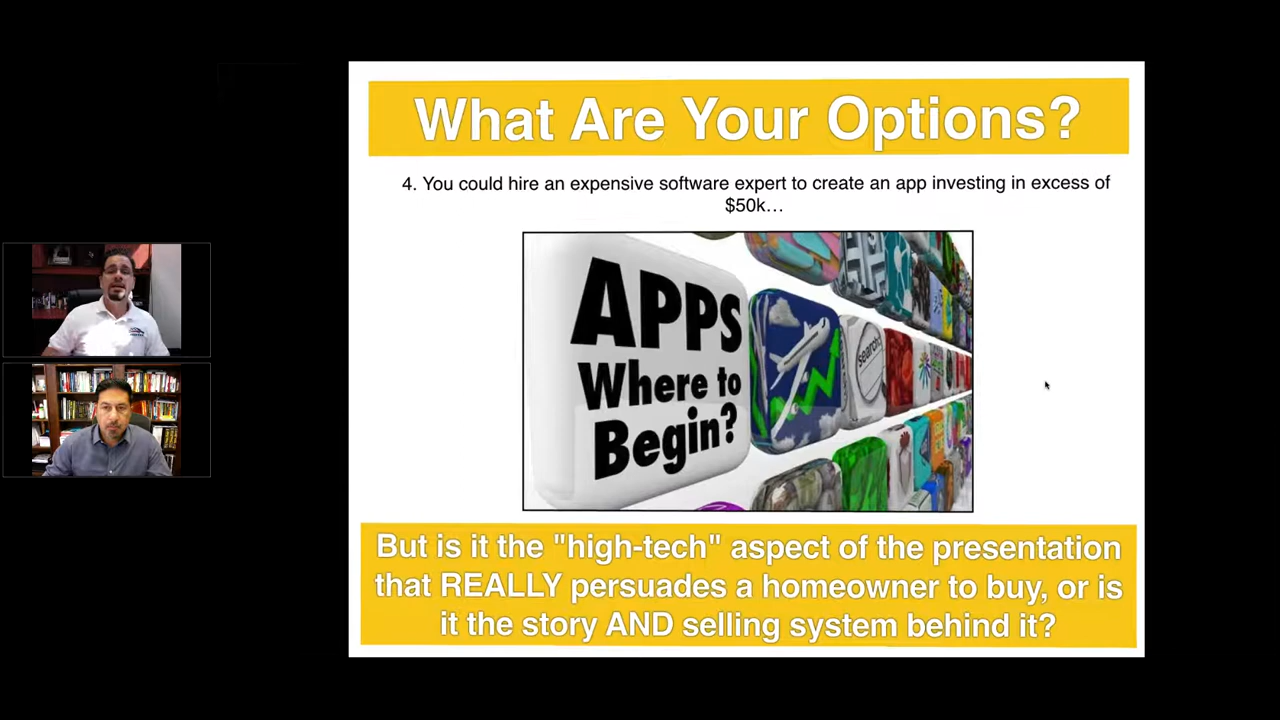 What Are Your Options?
4. You could hire an expensive software expert to create an app investing in excess of
$50k…
APPS
Where to
Begin?
search
But is it the "high-tech" aspect of the presentation
that REALLY persuades a homeowner to buy, or is
it the story AND selling system behind it?